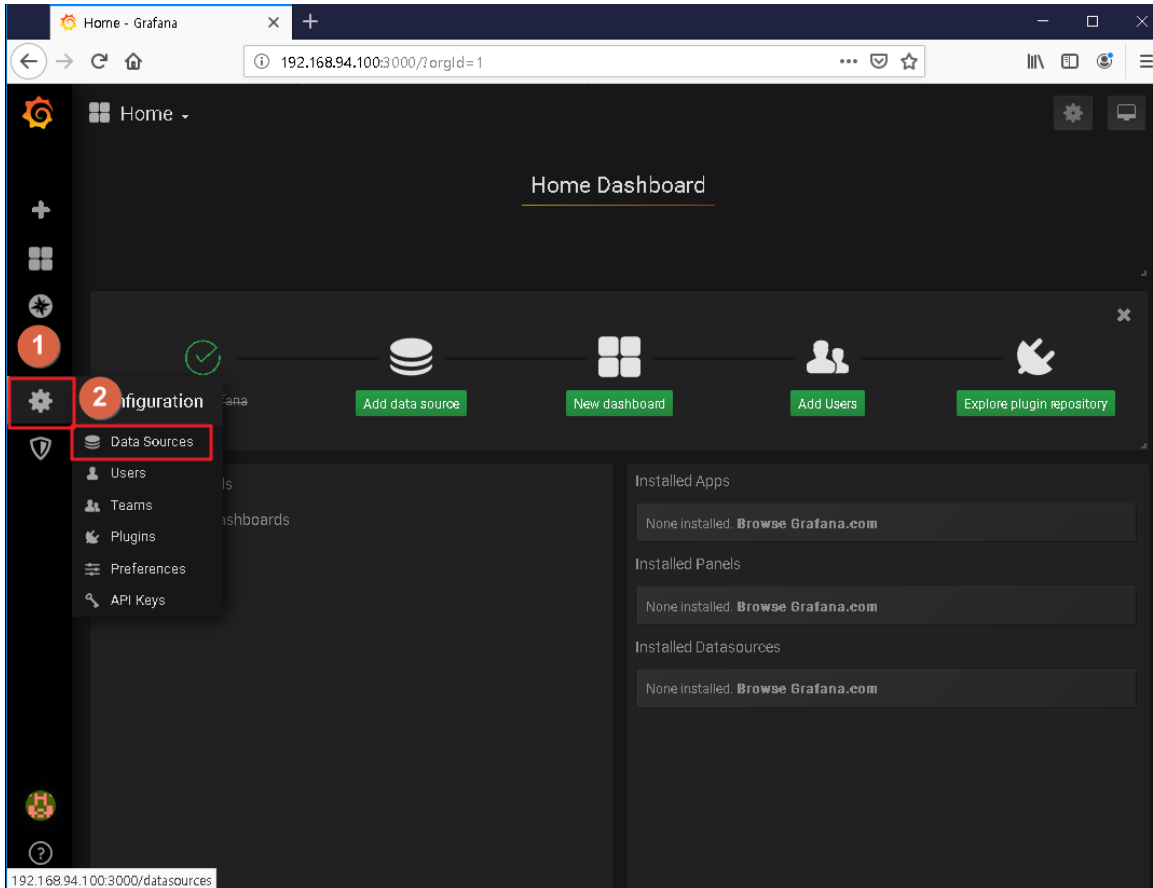 Home - Grafana
192.168.94.100:3000/?orgId=1
Home
Home Dashboard
1
2
nfiguration
ana
Add data source
New dashboard
Add Users
Explore plugin repository
Data Sources
Users
Teams
Plugins
Preferences
API Keys
ls
ashboards
Installed Apps
None installed. Browse Grafana.com
Installed Panels
None installed. Browse Grafana.com
Installed Datasources
None installed. Browse Grafana.com
?
192.168.94.100:3000/datasources